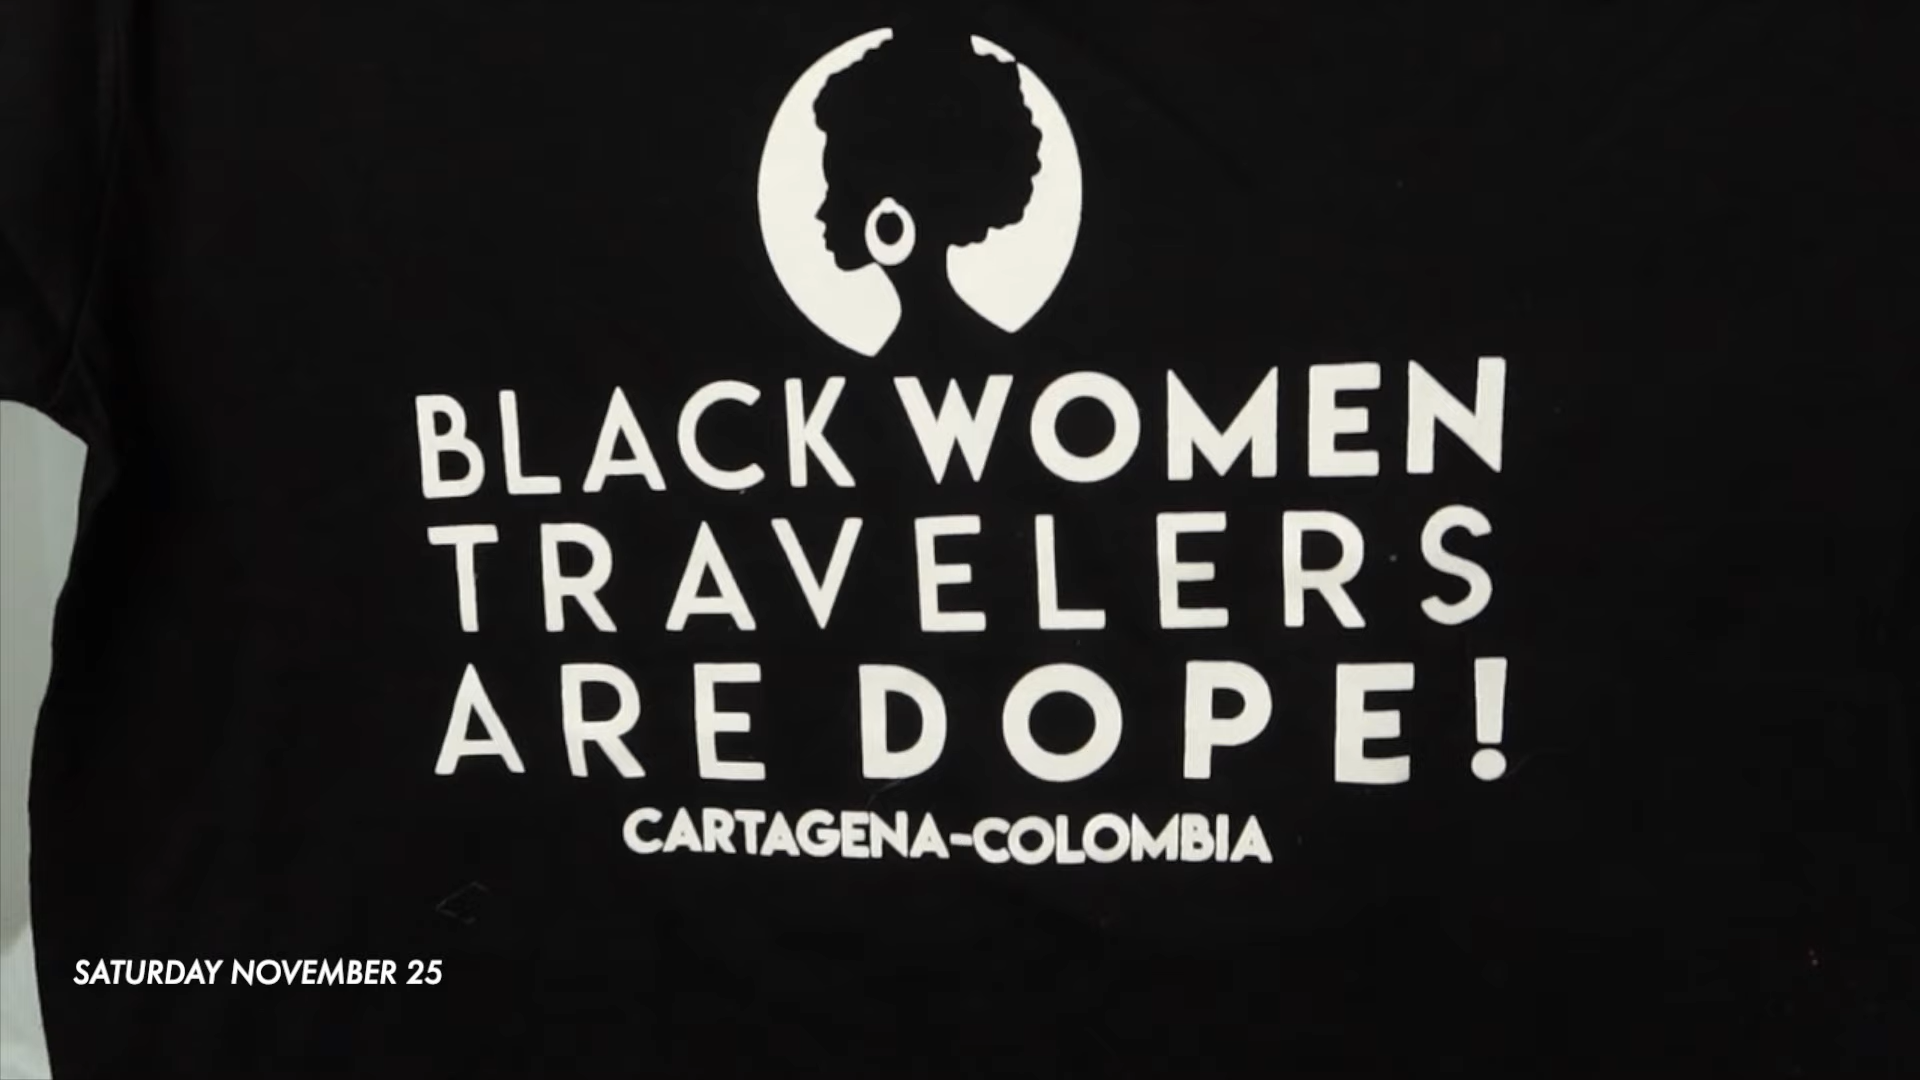 BLACK WOMEN
TRAVELERS
ARE DOPE!
CARTAGENA-COLOMBIA
SATURDAY NOVEMBER 25